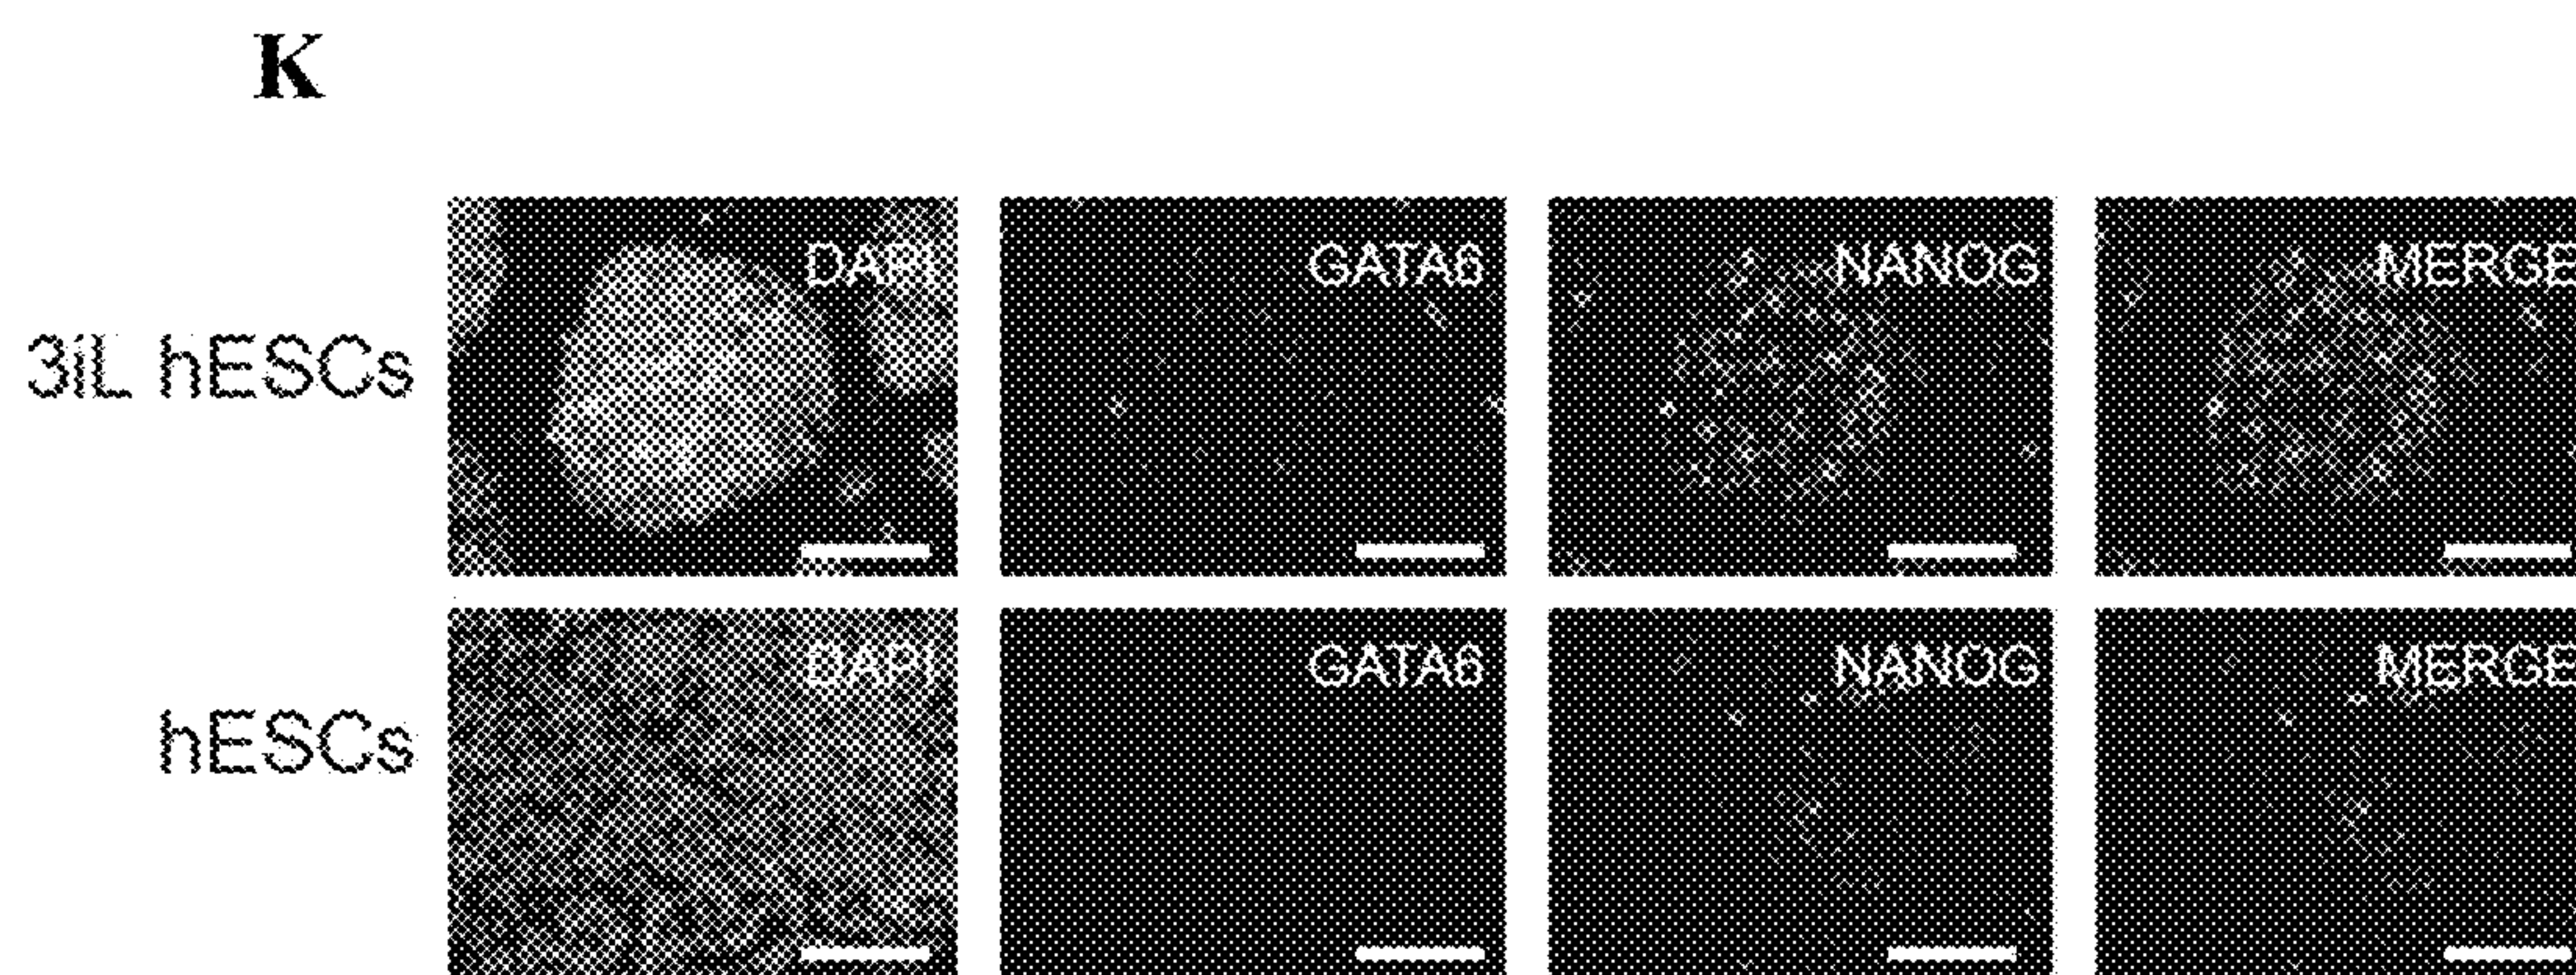 K
3iL hESCs
DAPI
GATA6
NANOG
MERGE
hESCs
DAPI
GATA6
NANOG
MERGE